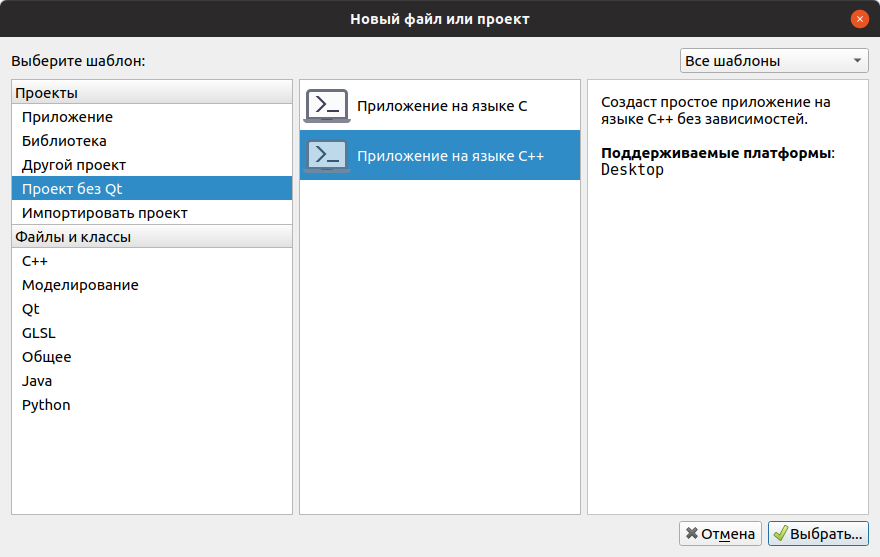 Новый файл или проект
Выберите шаблон:
Все шаблоны
Проекты
Приложение
Библиотека
Другой проект
Проект без Qt
Импортировать проект
Файлы и классы
C++
Моделирование
Qt
GLSL
Общее
Java
Python
Приложение на языке C
Приложение на языке C++
Создаст простое приложение на
языке C++ без зависимостей.
Поддерживаемые платформы:
Desktop
Отмена
Выбрать...